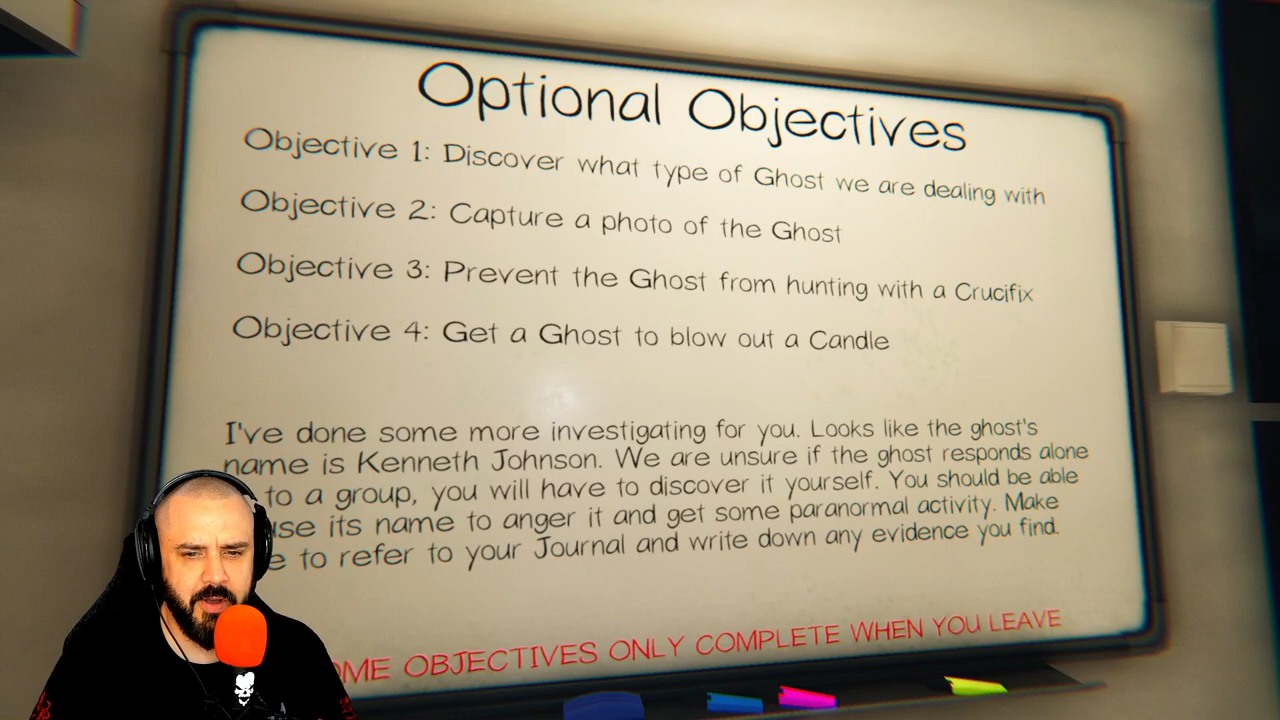 Optional Objectives
Objective 1: Discover what type of Ghost we are dealing with
Objective 2: Capture a photo of the Ghost
Objective 3: Prevent the Ghost from hunting with a Crucifix
Objective 4: Get a Ghost to blow out a Candle
I've done some more investigating for you. Looks like the ghost's
name is Kenneth Johnson. We are unsure if the ghost responds alone
to a group, you will have to discover it yourself. You should be able
its name to anger it and get some paranormal activity. Make
to refer to your Journal and write down any evidence you find.
OBJECTIVES ONLY COMPLETE WHEN YOU LEAVE